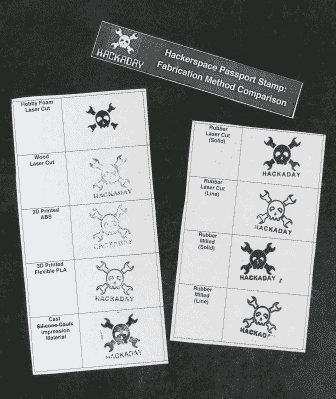 HACKADAY
Hackerspace Passport Stamp:
Fabrication Method Comparison
Hobby Foam
Laser Cut
Wood
Laser Cut
HACKADAY
3D Printed
ABS
HACKADAY
3D Printed
Flexible PLA
HACKADAY
Cast
Silicone Caulk
Impression
Material
HACKADAY
Rubber
Laser Cut
(Solid)
HACKADAY
Rubber
Laser Cut
(Line)
HACKADAY
Rubber
Milled
(Solid)
HACKADAY
Rubber
Milled
(Line)
HACKADAY